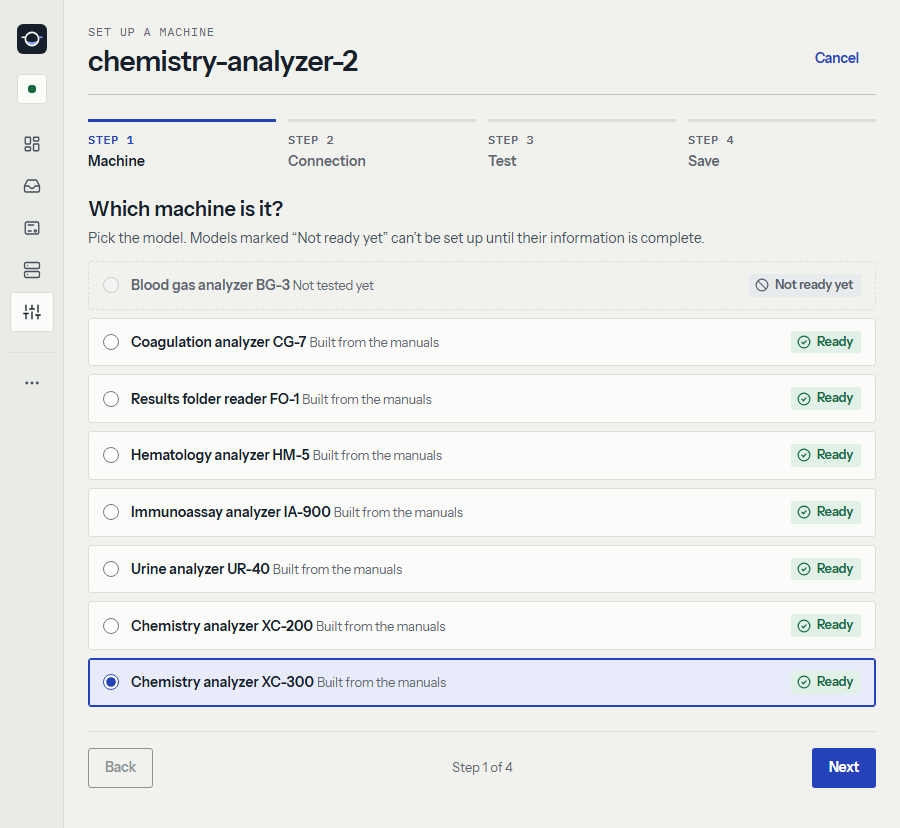 SET UP A MACHINE
chemistry-analyzer-2
Cancel
STEP 1
Machine
STEP 2
Connection
STEP 3
Test
STEP 4
Save
Which machine is it?
Pick the model. Models marked “Not ready yet” can’t be set up until their information is complete.
Blood gas analyzer BG-3 Not tested yet Not ready yet
Coagulation analyzer CG-7 Built from the manuals Ready
Results folder reader FO-1 Built from the manuals Ready
Hematology analyzer HM-5 Built from the manuals Ready
Immunoassay analyzer IA-900 Built from the manuals Ready
Urine analyzer UR-40 Built from the manuals Ready
Chemistry analyzer XC-200 Built from the manuals Ready
Chemistry analyzer XC-300 Built from the manuals Ready
Back Step 1 of 4 Next